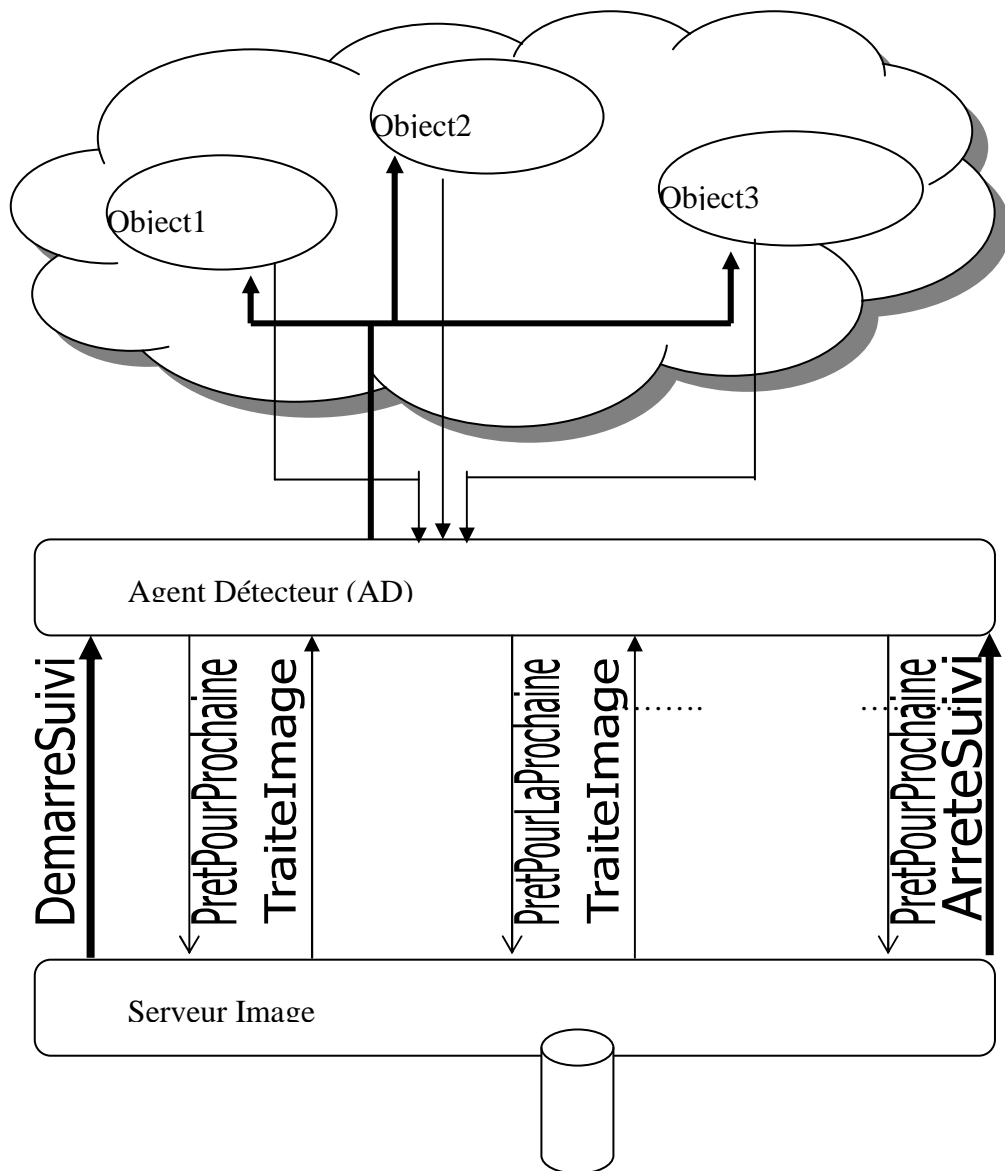 Object2
Object3
Object1
Agent Détecteur (AD)
DemarreSuivi
PretPourProchaine
TraiteImage
PretPourLaProchaine
TraiteImage
...........
...........
PretPourProchaine
ArreteSuivi
Serveur Image